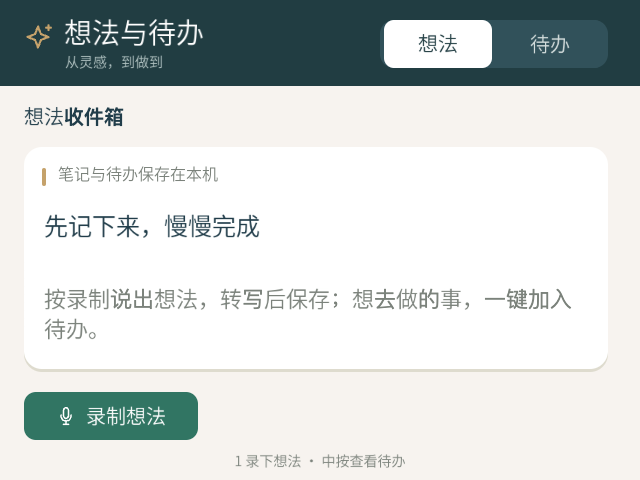 想法与待办
从灵感，到做到
想法
待办
想法收件箱
笔记与待办保存在本机
先记下来，慢慢完成
按录制说出想法，转写后保存；想去做的事，一键加入
待办。
录制想法
1 录下想法 · 中按查看待办